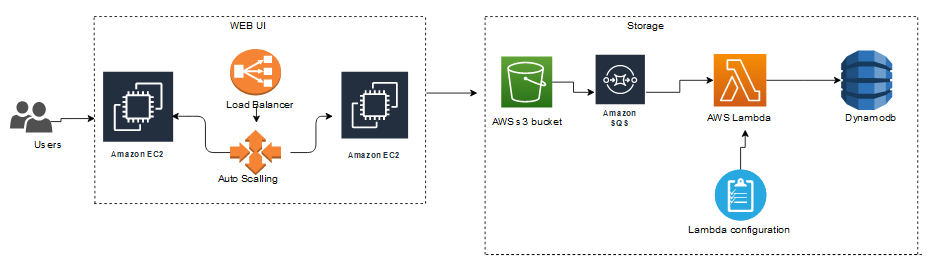 WEB UI
Storage
Load Balancer
Users
Amazon EC2
Auto Scalling
Amazon EC2
AWS s 3 bucket
Amazon
SQS
AWS Lambda
Dynamodb
Lambda configuration